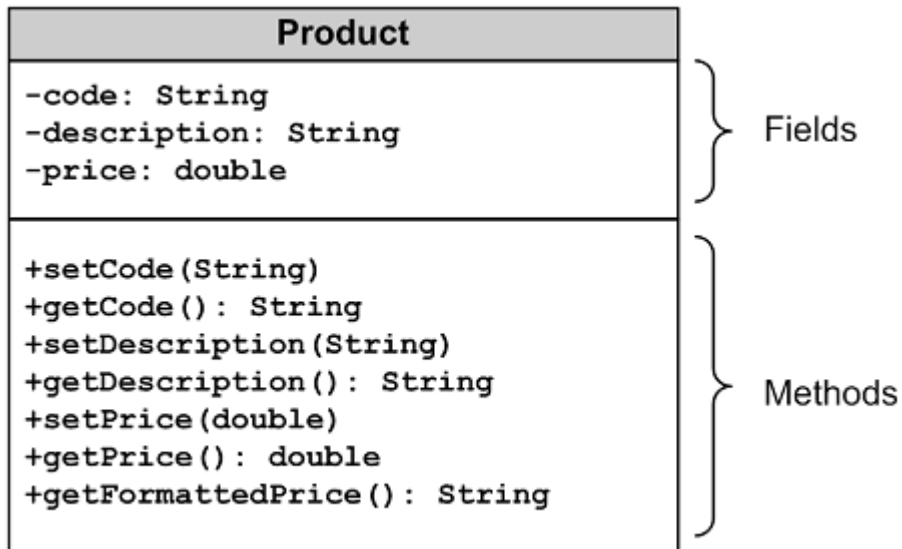 Product
-code: String
-description: String
-price: double
Fields
+setCode(String)
+getCode(): String
+setDescription(String)
+getDescription(): String
+setPrice(double)
+getPrice(): double
+getFormattedPrice(): String
Methods